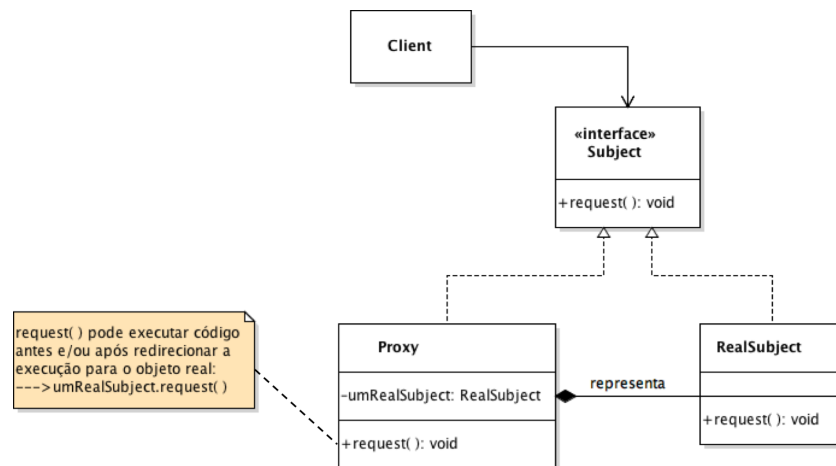 Client
«interface»
Subject
+request( ): void
request( ) pode executar código
antes e/ou após redirecionar a
execução para o objeto real:
--->umRealSubject.request( )
Proxy
-umRealSubject: RealSubject
+request( ): void
representa
RealSubject
+request( ): void